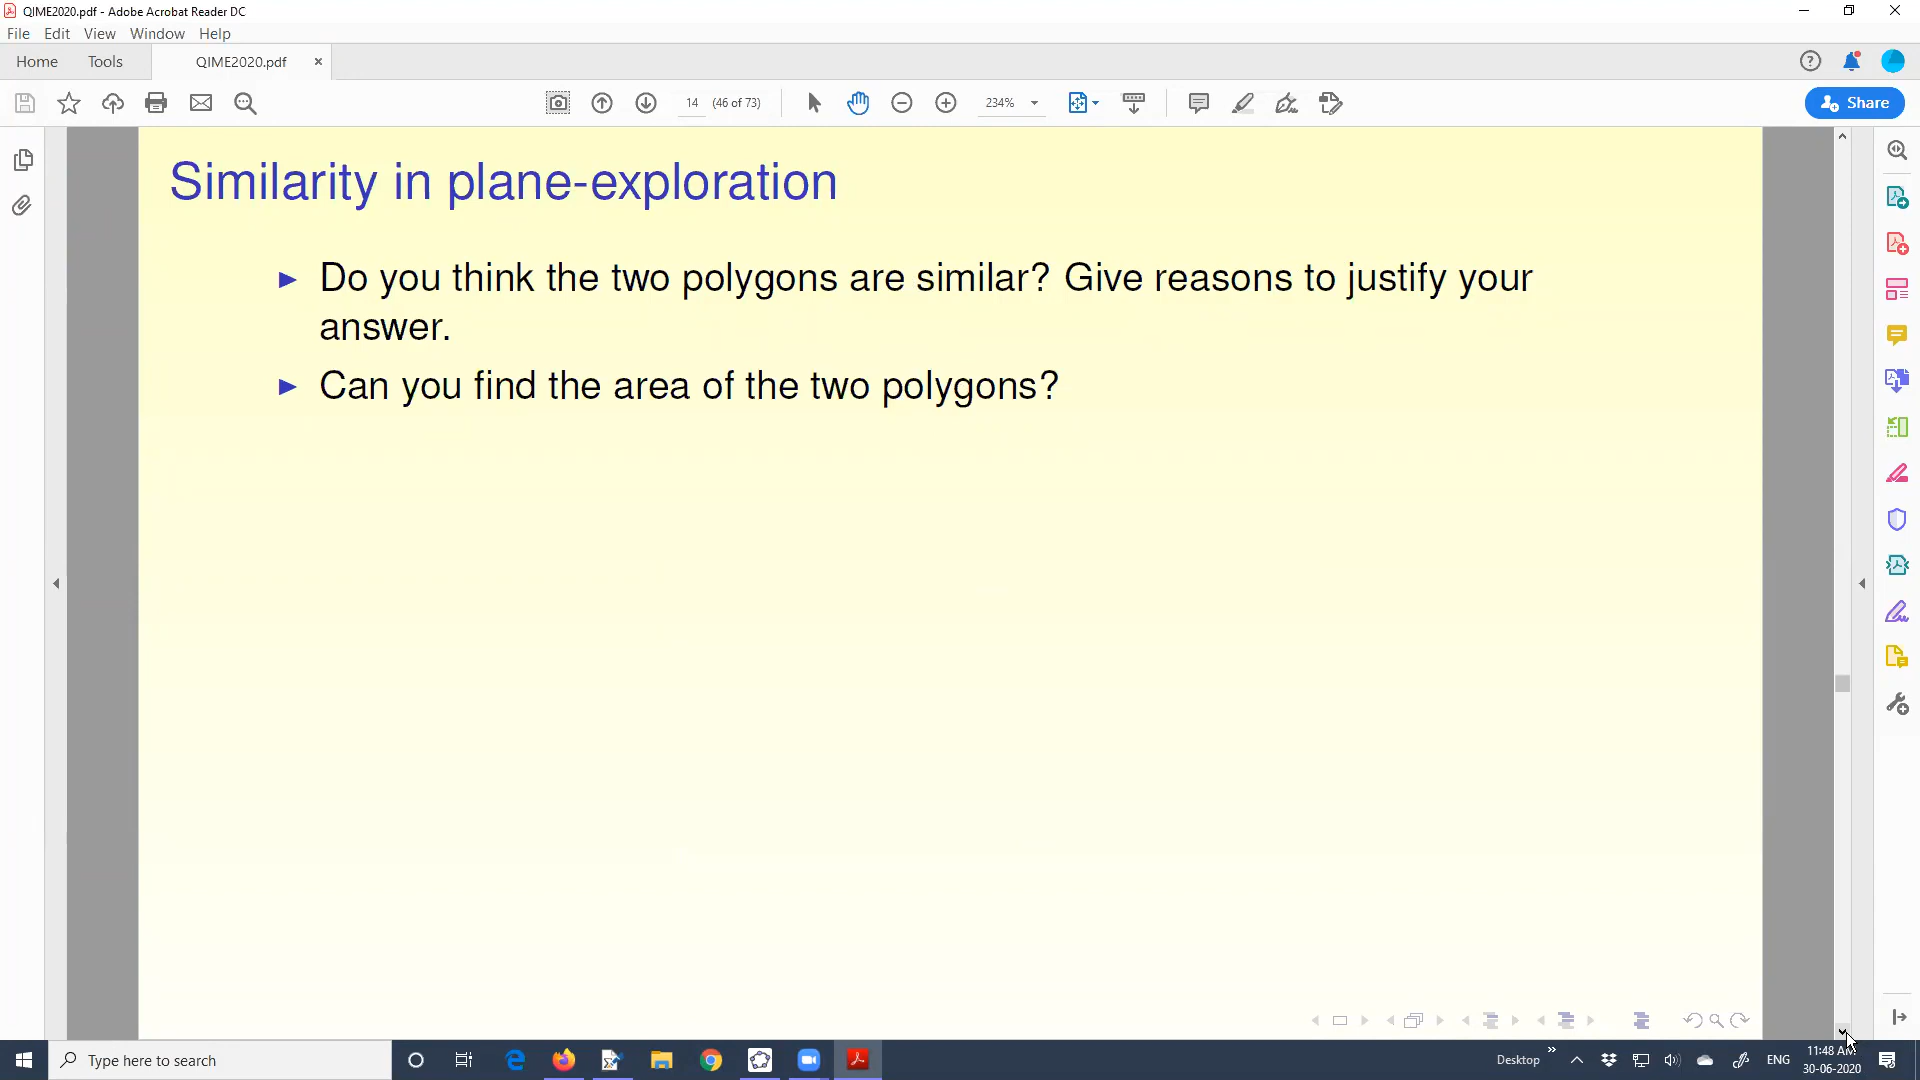 QIME2020.pdf - Adobe Acrobat Reader DC
File Edit View Window Help
Home Tools QIME2020.pdf
14 (46 of 73) 234% Share
Similarity in plane-exploration
Do you think the two polygons are similar? Give reasons to justify your
answer.
Can you find the area of the two polygons?
Type here to search
Desktop ENG
11:48 AM
30-06-2020